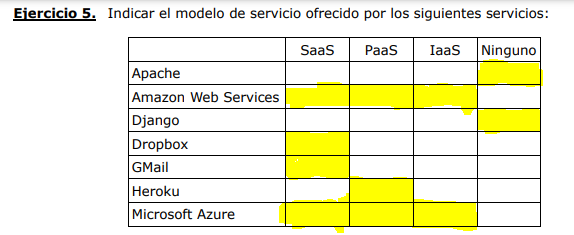 Ejercicio 5. Indicar el modelo de servicio ofrecido por los siguientes servicios:
SaaS PaaS IaaS Ninguno
Apache
Amazon Web Services
Django
Dropbox
GMail
Heroku
Microsoft Azure